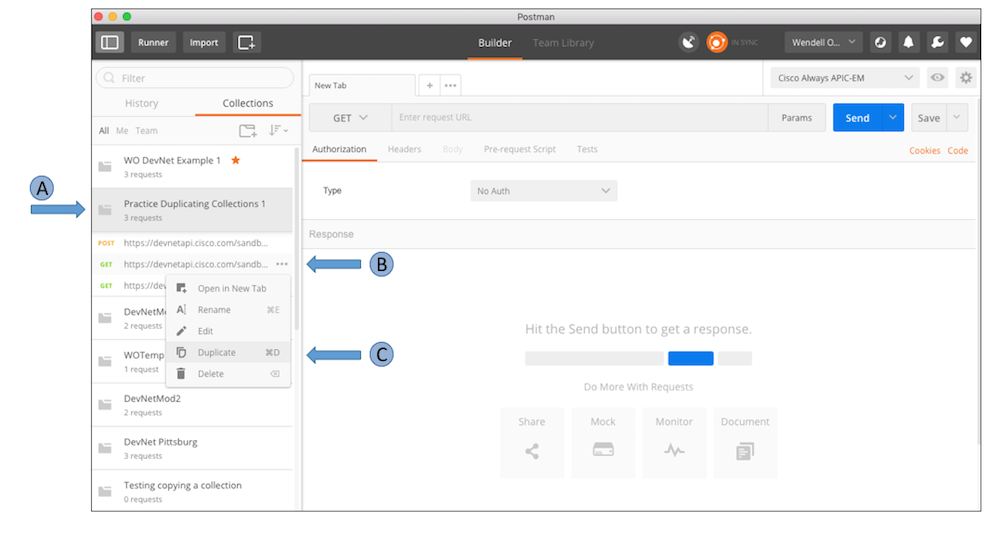 Postman
Runner Import Builder Team Library IN SYNC Wendell O...
Filter
History Collections
All Me Team
WO DevNet Example 1
3 requests
A
Practice Duplicating Collections 1
3 requests
POST https://devnetapi.cisco.com/sandb...
GET https://devnetapi.cisco.com/sandb... •••
GET https://dev
Open in New Tab
Rename ⌘E
Edit
Duplicate ⌘D
Delete
DevNetM
2 requests
WOTemp
1 request
DevNetMod2
2 requests
DevNet Pittsburg
3 requests
Testing copying a collection
0 requests
New Tab + •••
Cisco Always APIC-EM
GET Enter request URL Params Send Save
Authorization Headers Body Pre-request Script Tests Cookies Code
Type No Auth
Response
B
C
Hit the Send button to get a response.
Do More With Requests
Share Mock Monitor Document